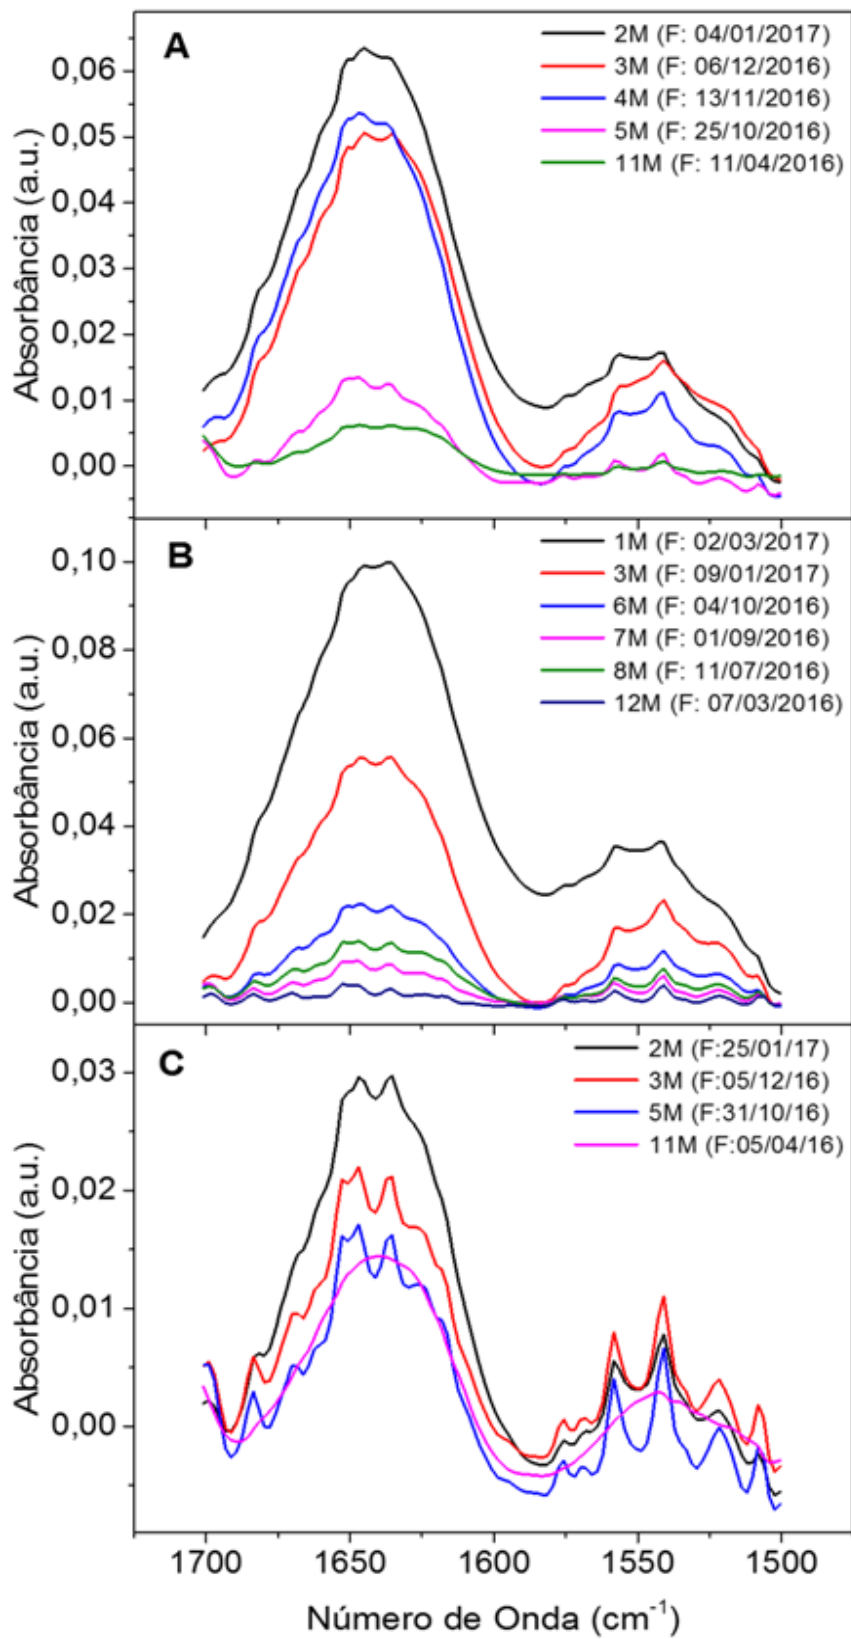 A
2M (F: 04/01/2017)
3M (F: 06/12/2016)
4M (F: 13/11/2016)
5M (F: 25/10/2016)
11M (F: 11/04/2016)
0,06
0,05
0,04
0,03
0,02
0,01
0,00
Absorbância (a.u.)
B
1M (F: 02/03/2017)
3M (F: 09/01/2017)
6M (F: 04/10/2016)
7M (F: 01/09/2016)
8M (F: 11/07/2016)
12M (F: 07/03/2016)
0,10
0,08
0,06
0,04
0,02
0,00
Absorbância (a.u.)
C
2M (F:25/01/17)
3M (F:05/12/16)
5M (F:31/10/16)
11M (F:05/04/16)
0,03
0,02
0,01
0,00
Absorbância (a.u.)
1700 1650 1600 1550 1500
Número de Onda (cm⁻¹)